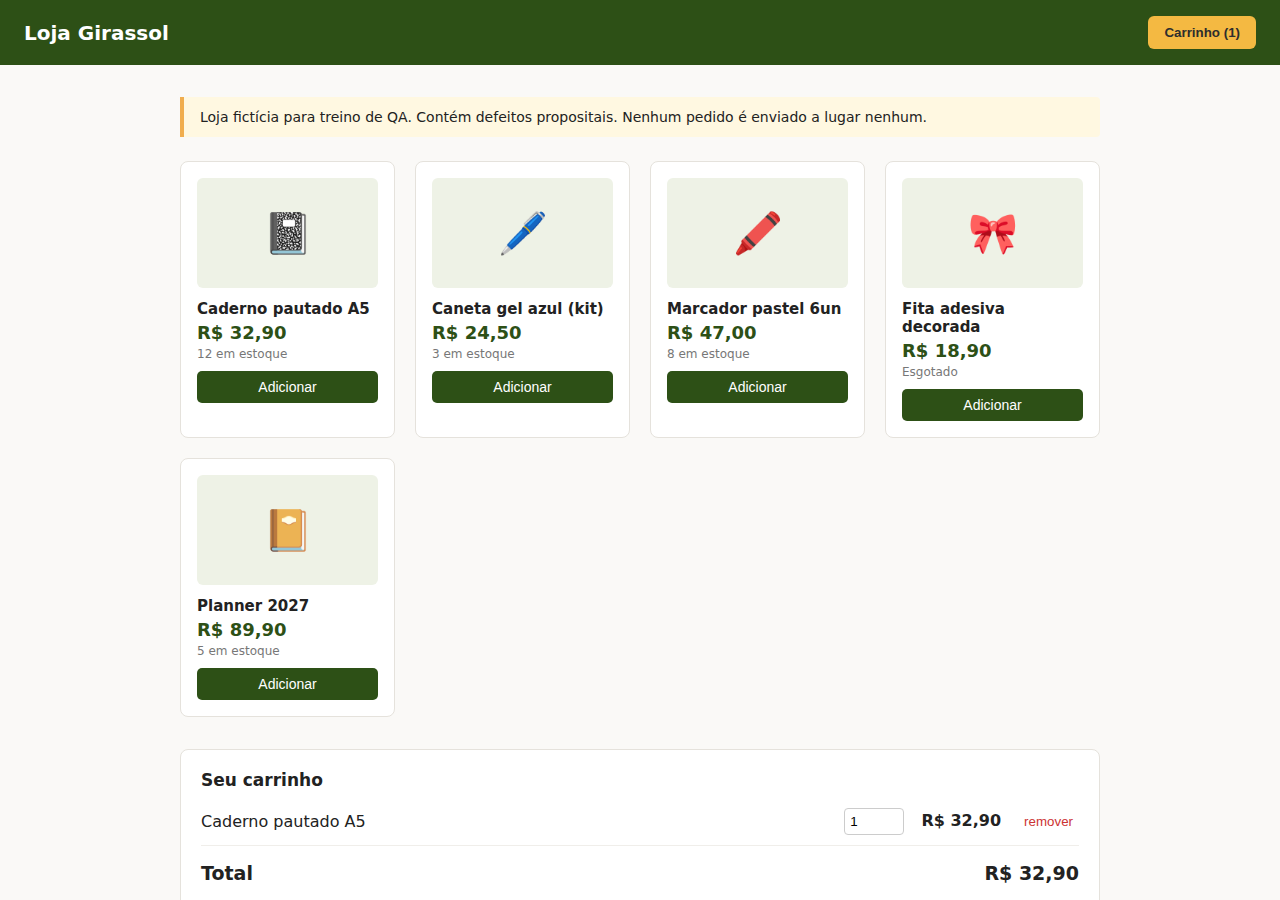 Loja Girassol
Carrinho (1)
Loja fictícia para treino de QA. Contém defeitos propositais. Nenhum pedido é enviado a lugar nenhum.
Caderno pautado A5
R$ 32,90
12 em estoque
Adicionar
Caneta gel azul (kit)
R$ 24,50
3 em estoque
Adicionar
Marcador pastel 6un
R$ 47,00
8 em estoque
Adicionar
Fita adesiva
decorada
R$ 18,90
Esgotado
Adicionar
Planner 2027
R$ 89,90
5 em estoque
Adicionar
Seu carrinho
Caderno pautado A5 1 R$ 32,90 remover
Total R$ 32,90